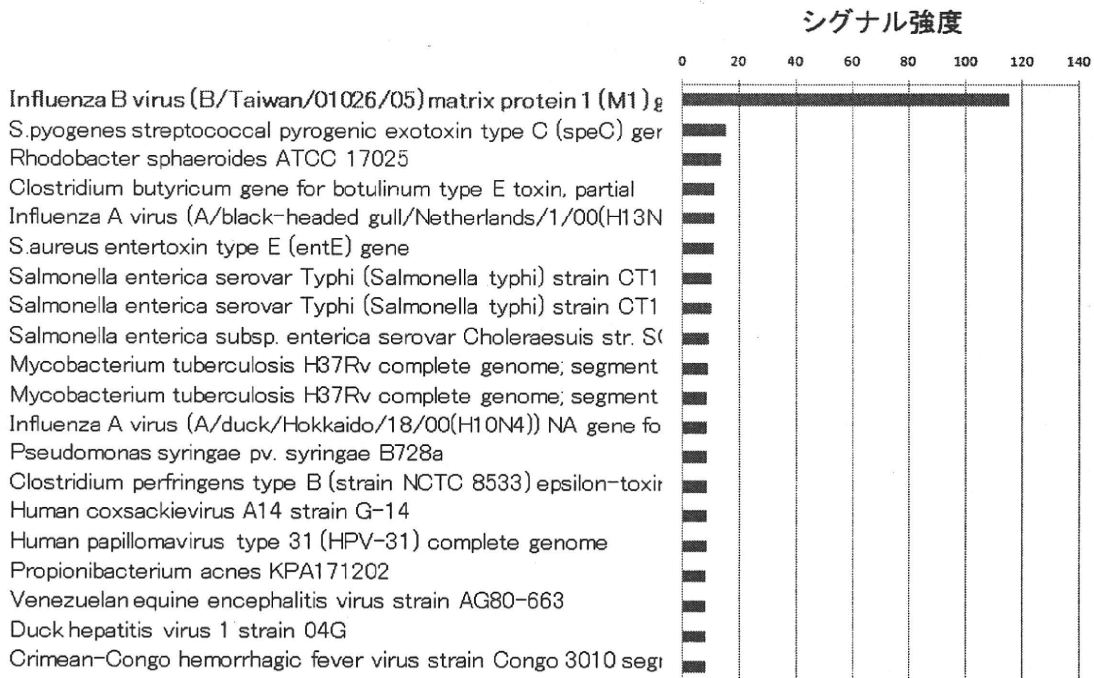 シグナル強度
0 20 40 60 80 100 120 140
Influenza B virus (B/Taiwan/01026/05) matrix protein 1 (M1) g
S.pyogenes streptococcal pyrogenic exotoxin type C (speC) ger
Rhodobacter sphaeroides ATCC 17025
Clostridium butyricum gene for botulinum type E toxin, partial
Influenza A virus (A/black-headed gull/Netherlands/1/00(H13N
S.aureus entertoxin type E (entE) gene
Salmonella enterica serovar Typhi (Salmonella typhi) strain CT1
Salmonella enterica serovar Typhi (Salmonella typhi) strain CT1
Salmonella enterica subsp. enterica serovar Choleraesuis str. S(
Mycobacterium tuberculosis H37Rv complete genome; segment
Mycobacterium tuberculosis H37Rv complete genome; segment
Influenza A virus (A/duck/Hokkaido/18/00(H10N4)) NA gene fo
Pseudomonas syringae pv. syringae B728a
Clostridium perfringens type B (strain NCTC 8533) epsilon-toxir
Human coxsackievirus A14 strain G-14
Human papillomavirus type 31 (HPV-31) complete genome
Propionibacterium acnes KPA171202
Venezuelan equine encephalitis virus strain AG80-663
Duck hepatitis virus 1 strain 04G
Crimean-Congo hemorrhagic fever virus strain Congo 3010 segr